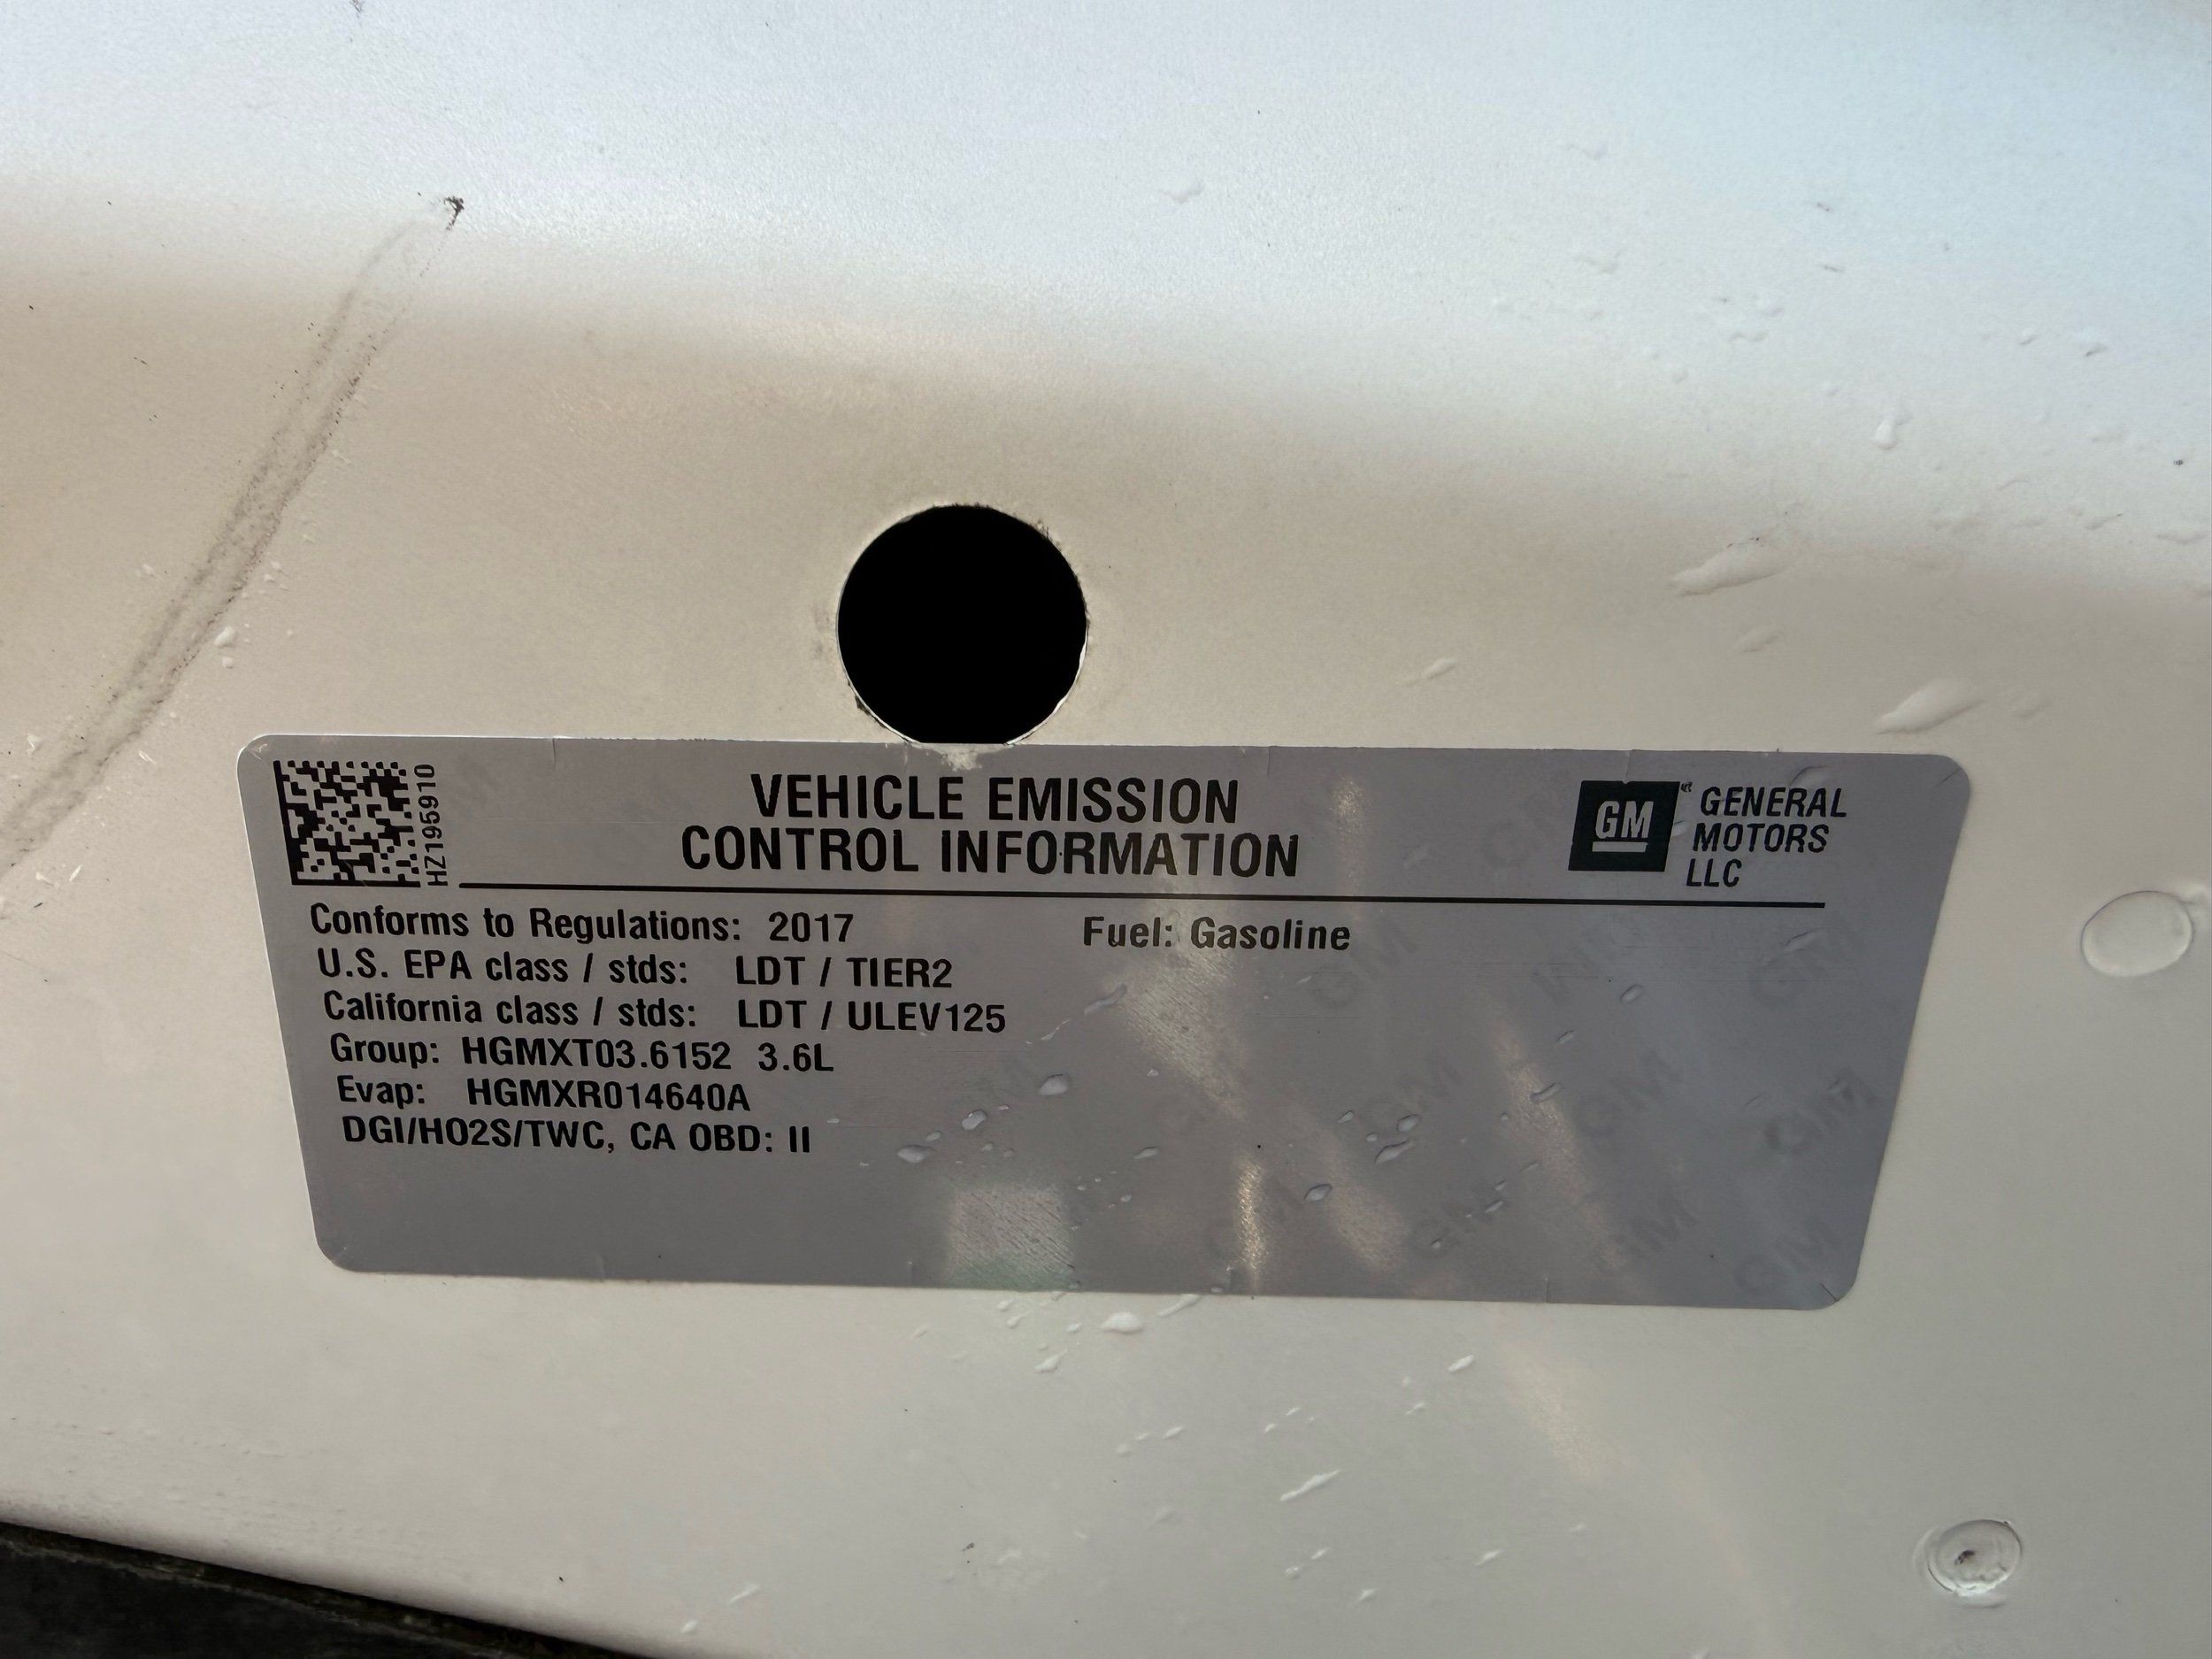 HZ195910
VEHICLE EMISSION
CONTROL INFORMATION
GM
GENERAL
MOTORS
LLC
Conforms to Regulations: 2017 Fuel: Gasoline
U.S. EPA class / stds: LDT / TIER2
California class / stds: LDT / ULEV125
Group: HGMXT03.6152 3.6L
Evap: HGMXR014640A
DGI/HO2S/TWC, CA OBD: II